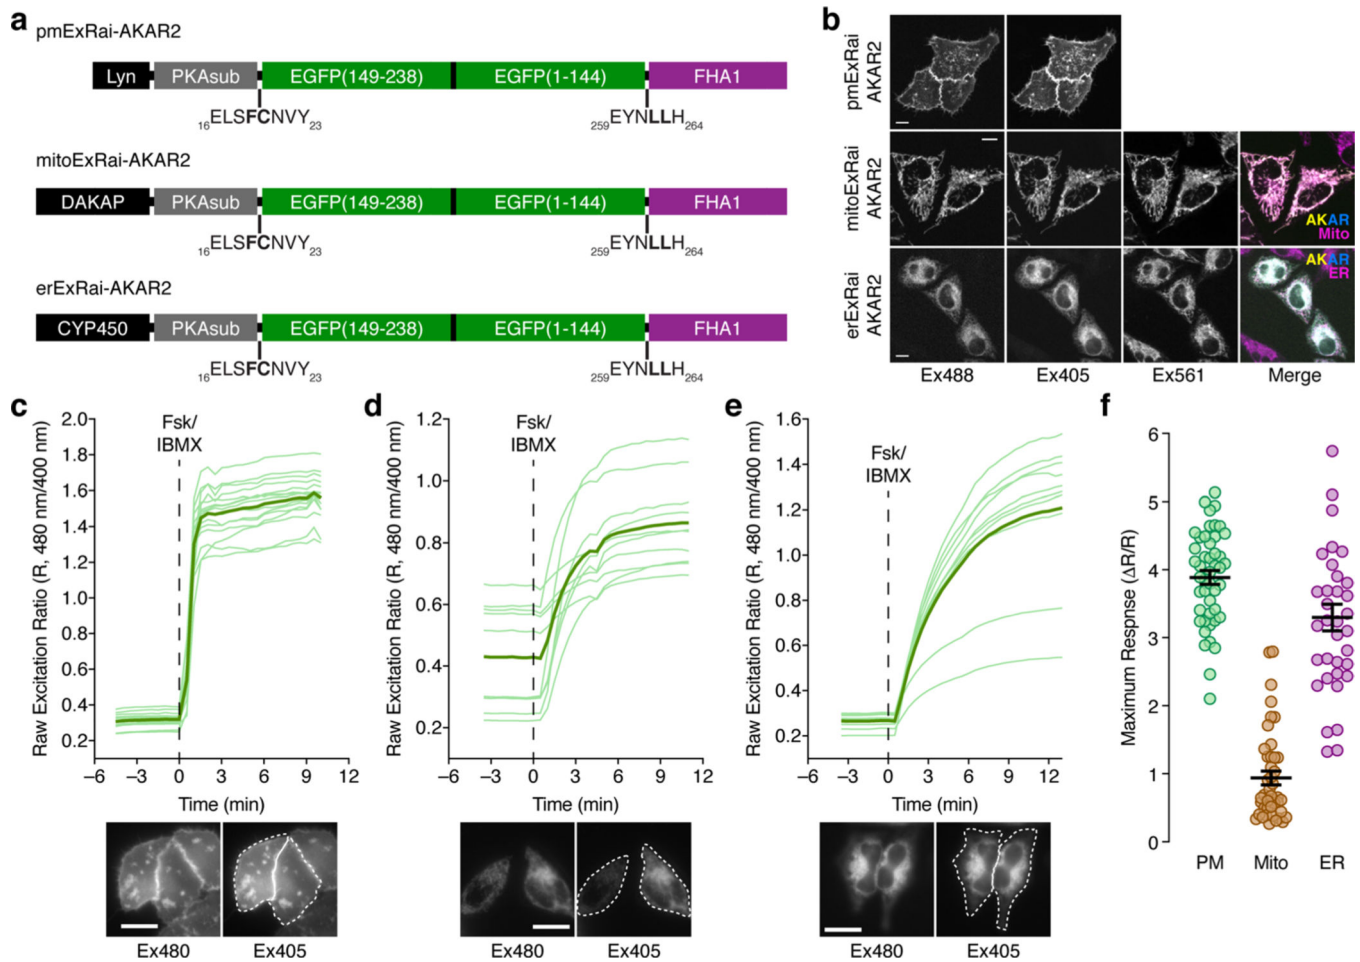 a
pmExRai-AKAR2
Lyn PKAsub EGFP(149-238) EGFP(1-144) FHA1
16ELSFCNVY23 259EYNLLH264
mitoExRai-AKAR2
DAKAP PKAsub EGFP(149-238) EGFP(1-144) FHA1
16ELSFCNVY23 259EYNLLH264
erExRai-AKAR2
CYP450 PKAsub EGFP(149-238) EGFP(1-144) FHA1
16ELSFCNVY23 259EYNLLH264
b
pmExRai
AKAR2
mitoExRai
AKAR2
AKAR
Mito
erExRai
AKAR2
AKAR
ER
Ex488 Ex405 Ex561 Merge
c
Raw Excitation Ratio (R, 480 nm/400 nm)
2.0
1.8
1.6
1.4
1.2
1.0
0.8
0.6
0.4
0.2
Fsk/
IBMX
−6 −3 0 3 6 9 12
Time (min)
Ex480 Ex405
d
Raw Excitation Ratio (R, 480 nm/400 nm)
1.2
1.0
0.8
0.6
0.4
0.2
Fsk/
IBMX
−6 −3 0 3 6 9 12
Time (min)
Ex480 Ex405
e
Raw Excitation Ratio (R, 480 nm/400 nm)
1.6
1.4
1.2
1.0
0.8
0.6
0.4
0.2
Fsk/
IBMX
−6 −3 0 3 6 9 12
Time (min)
Ex480 Ex405
f
Maximum Respnse (ΔR/R)
6
5
4
3
2
1
0
PM Mito ER